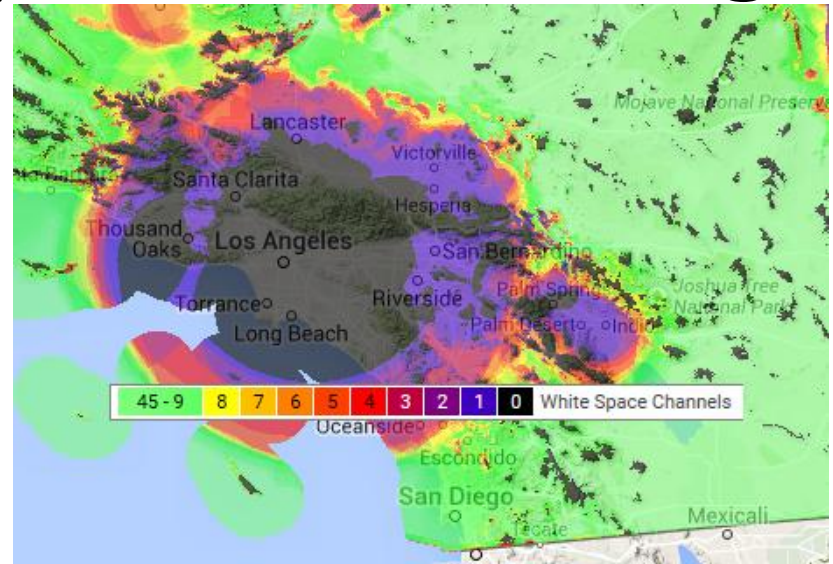 Mojave National Preserv
Lancaster
Victorville
Santa Clarita
Hesperia
Thousand
Oaks
Los Angeles
San Bernardino
Palm Spring
Joshua Tree
National Park
Riverside
Torrance
Palm Desert
Indio
Long Beach
45 - 9 8 7 6 5 4 3 2 1 0 White Space Channels
Oceanside
Escondido
San Diego
Tecate
Mexicali